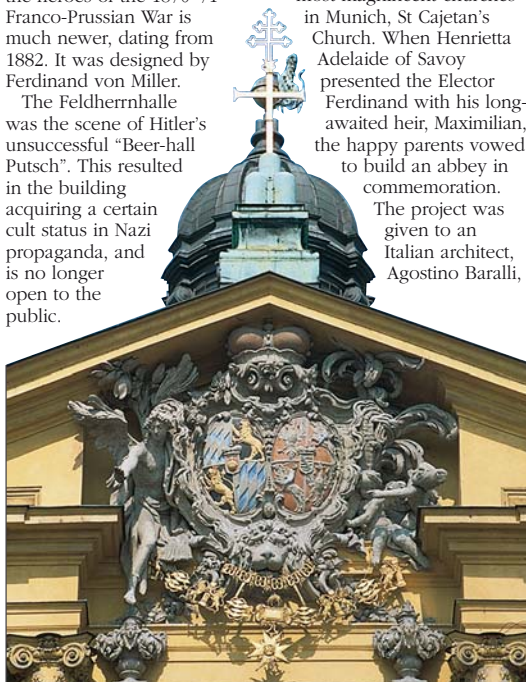 the heroes of the 1870–71
Franco-Prussian War is
much newer, dating from
1882. It was designed by
Ferdinand von Miller.
The Feldherrnhalle
was the scene of Hitler's
unsuccessful “Beer-hall
Putsch”. This resulted
in the building
acquiring a certain
cult status in Nazi
propaganda, and
is no longer
open to the
public.
most magnificent churches
in Munich, St Cajetan's
Church. When Henrietta
Adelaide of Savoy
presented the Elector
Ferdinand with his long-
awaited heir, Maximilian,
the happy parents vowed
to build an abbey in
commemoration.
The project was
given to an
Italian architect,
Agostino Baralli,